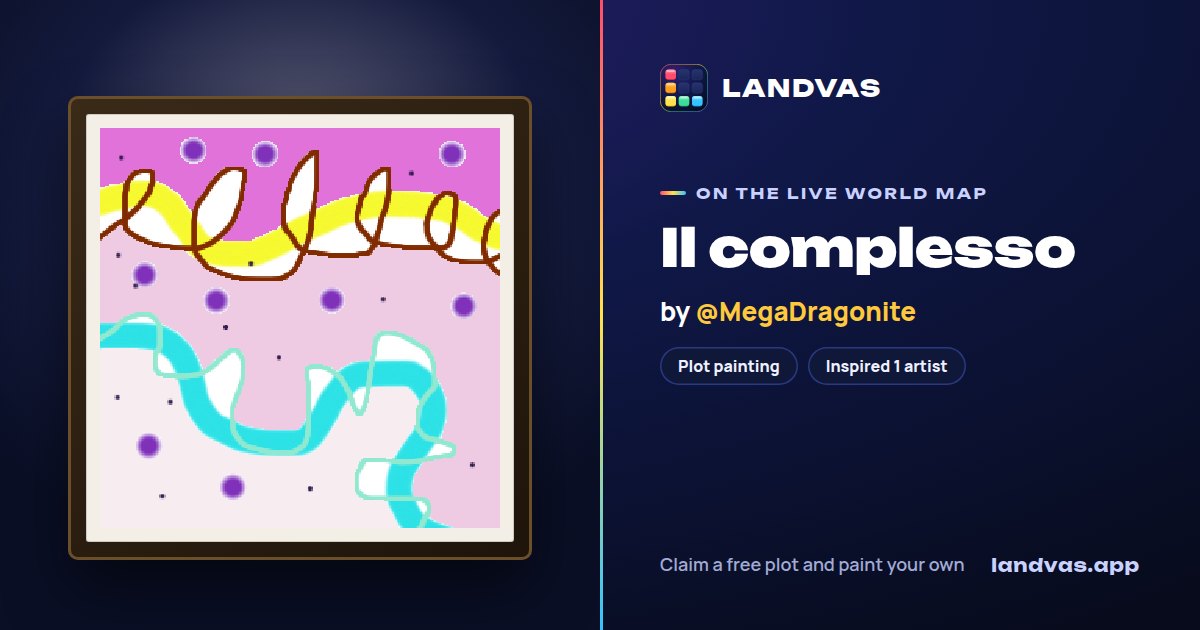 LANDVAS
ON THE LIVE WORLD MAP
Il complesso
by @MegaDragonite
Plot painting
Inspired 1 artist
Claim a free plot and paint your own
landvas.app